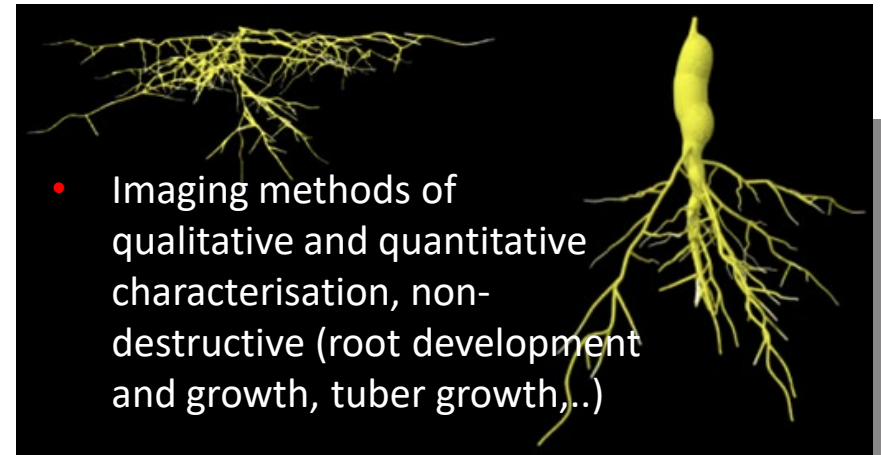 • Imaging methods of
qualitative and quantitative
characterisation, non-
destructive (root development
and growth, tuber growth,..)